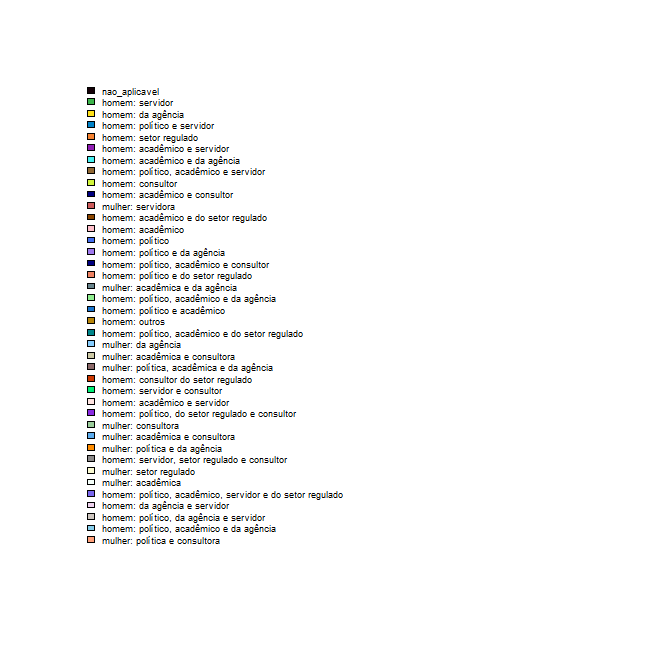 nao_aplicavel
homem: servidor
homem: da agência
homem: político e servidor
homem: setor regulado
homem: acadêmico e servidor
homem: acadêmico e da agência
homem: político, acadêmico e servidor
homem: consultor
homem: acadêmico e consultor
mulher: servidora
homem: acadêmico e do setor regulado
homem: acadêmico
homem: político
homem: político e da agência
homem: político, acadêmico e consultor
homem: político e do setor regulado
mulher: acadêmica e da agência
homem: político, acadêmico e da agência
homem: político e acadêmico
homem: outros
homem: político, acadêmico e do setor regulado
mulher: da agência
mulher: acadêmica e consultora
mulher: política, acadêmica e da agência
homem: consultor do setor regulado
homem: servidor e consultor
homem: acadêmico e servidor
homem: político, do setor regulado e consultor
mulher: consultora
mulher: acadêmica e consultora
mulher: política e da agência
homem: servidor, setor regulado e consultor
mulher: setor regulado
mulher: acadêmica
homem: político, acadêmico, servidor e do setor regulado
homem: da agência e servidor
homem: político, da agência e servidor
homem: político, acadêmico e da agência
mulher: política e consultora